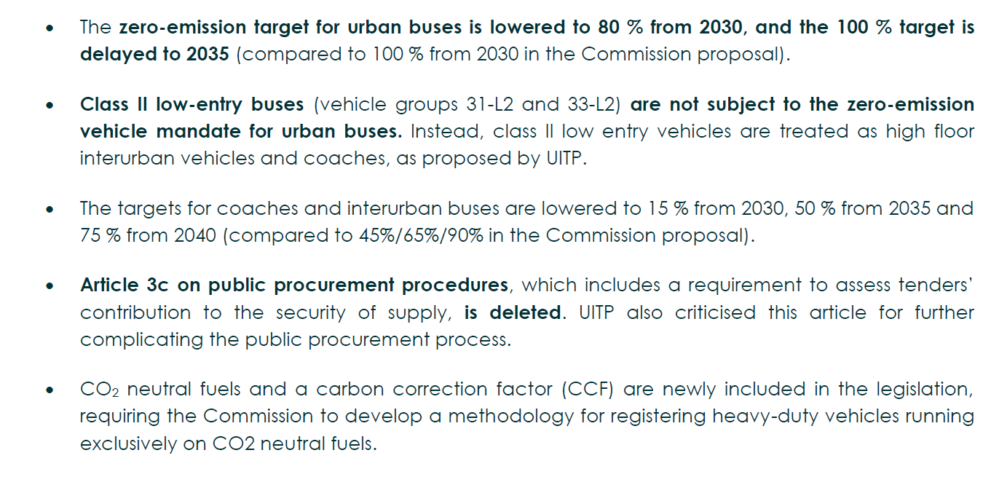 • The zero-emission target for urban buses is lowered to 80 % from 2030, and the 100 % target is
delayed to 2035 (compared to 100 % from 2030 in the Commission proposal).
• Class II low-entry buses (vehicle groups 31-L2 and 33-L2) are not subject to the zero-emission
vehicle mandate for urban buses. Instead, class II low entry vehicles are treated as high floor
interurban vehicles and coaches, as proposed by UITP.
• The targets for coaches and interurban buses are lowered to 15 % from 2030, 50 % from 2035 and
75 % from 2040 (compared to 45%/65%/90% in the Commission proposal).
• Article 3c on public procurement procedures, which includes a requirement to assess tenders’
contribution to the security of supply, is deleted. UITP also criticised this article for further
complicating the public procurement process.
• CO₂ neutral fuels and a carbon correction factor (CCF) are newly included in the legislation,
requiring the Commission to develop a methodology for registering heavy-duty vehicles running
exclusively on CO2 neutral fuels.